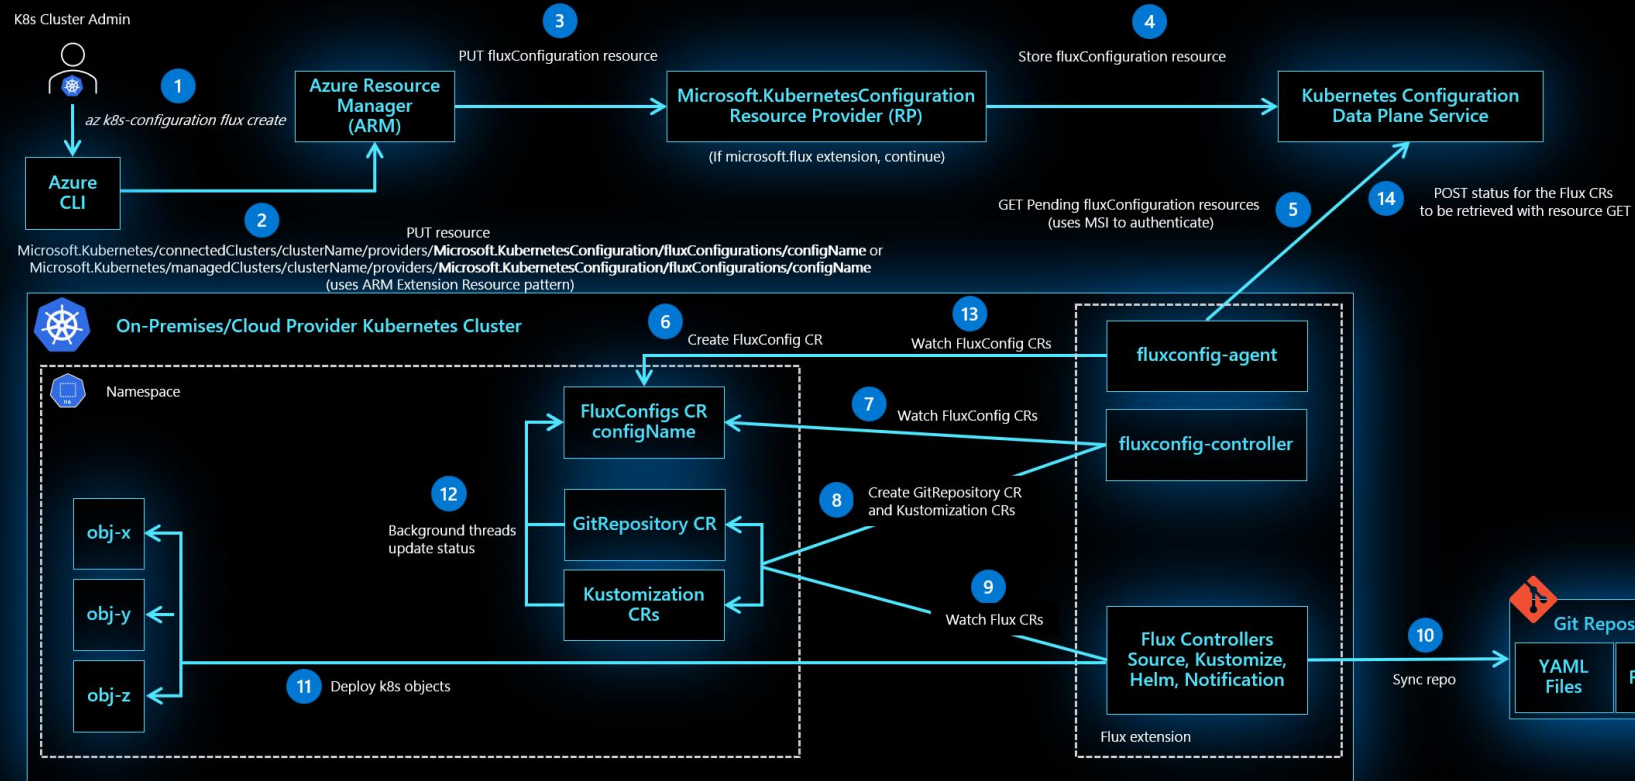 K8s Cluster Admin
3
4
PUT fluxConfiguration resource
Store fluxConfiguration resource
1
az k8s-configuration flux create
Azure Resource
Manager
(ARM)
Microsoft.KubernetesConfiguration
Resource Provider (RP)
Kubernetes Configuration
Data Plane Service
(If microsoft.flux extension, continue)
Azure
CLI
2
PUT resource
Microsoft.Kubernetes/connectedClusters/clusterName/providers/Microsoft.KubernetesConfiguration/fluxConfigurations/configName or
Microsoft.Kubernetes/managedClusters/clusterName/providers/Microsoft.KubernetesConfiguration/fluxConfigurations/configName
(uses ARM Extension Resource pattern)
GET Pending fluxConfiguration resources
(uses MSI to authenticate)
5
14
POST status for the Flux CRs
to be retrieved with resource GET
On-Premises/Cloud Provider Kubernetes Cluster
6
Create FluxConfig CR
13
Watch FluxConfig CRs
fluxconfig-agent
ns
Namespace
FluxConfigs CR
configName
7
Watch FluxConfig CRs
fluxconfig-controller
12
Background threads
update status
8
Create GitRepository CR
and Kustomization CRs
GitRepository CR
Kustomization
CRs
obj-x
obj-y
obj-z
9
Watch Flux CRs
11
Deploy k8s objects
Flux Controllers
Source, Kustomize,
Helm, Notification
Flux extension
10
Sync repo
Git Repos
YAML
Files